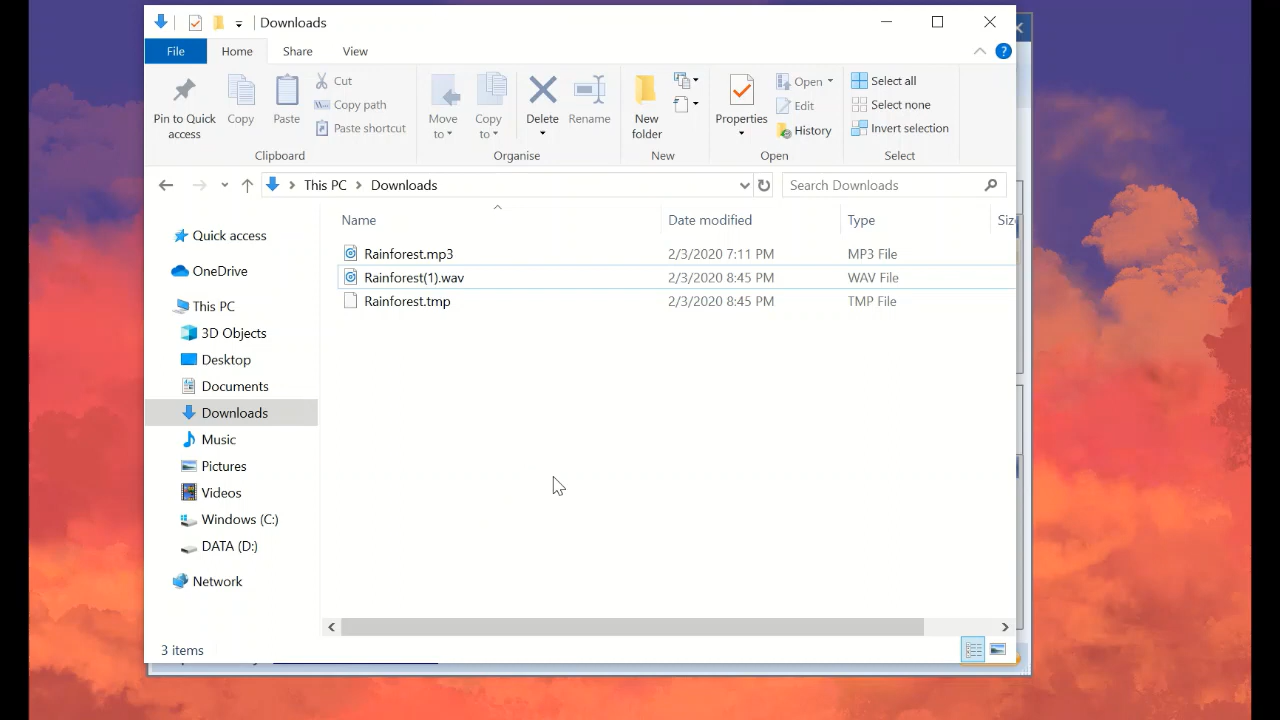 Downloads
File Home Share View
Pin to Quick access
Copy
Paste
Cut
Copy path
Paste shortcut
Clipboard
Move to
Copy to
Delete
Rename
Organise
New folder
New
Properties
Open
Edit
History
Open
Select all
Select none
Invert selection
Select
This PC Downloads
Search Downloads
Name Date modified Type Siz
Rainforest.mp3 2/3/2020 7:11 PM MP3 File
Rainforest(1).wav 2/3/2020 8:45 PM WAV File
Rainforest.tmp 2/3/2020 8:45 PM TMP File
Quick access
OneDrive
This PC
3D Objects
Desktop
Documents
Downloads
Music
Pictures
Videos
Windows (C:)
DATA (D:)
Network
3 items